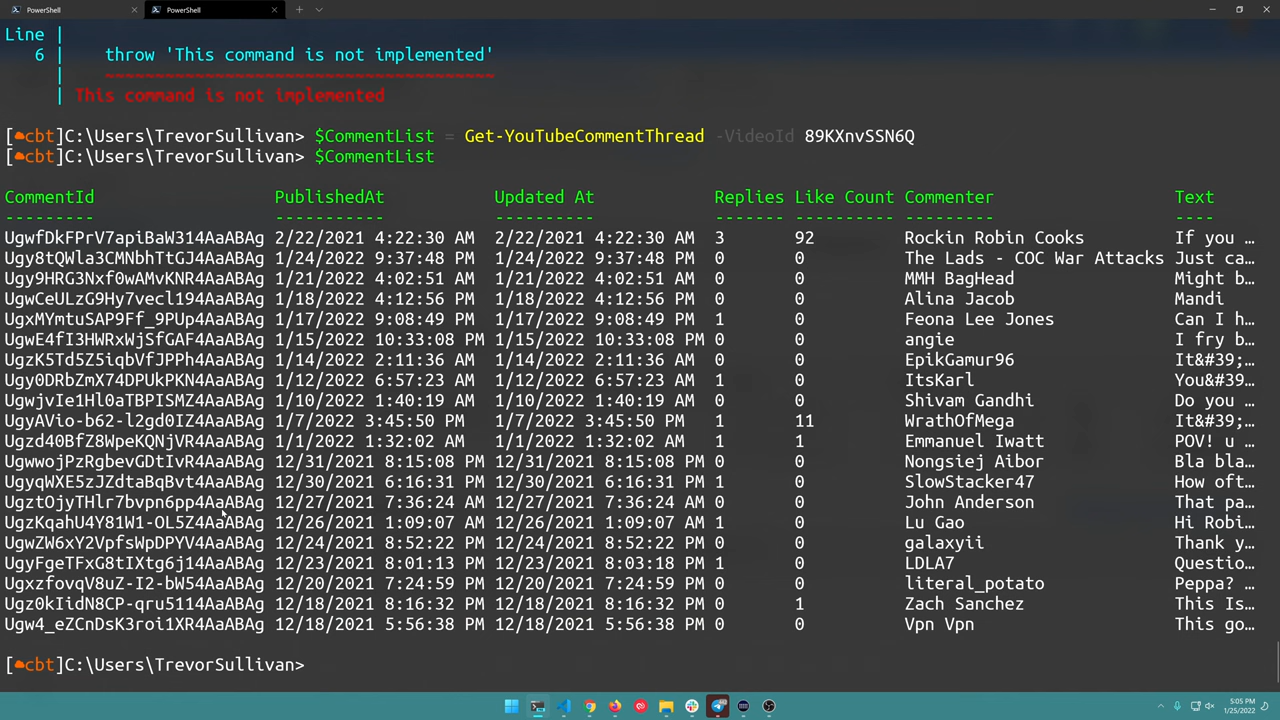 PowerShell
PowerShell
Line |
6 | throw 'This command is not implemented'
| ~~~~~~~~~~~~~~~~~~~~~~~~~~~~~~~~~~~~~~~
| This command is not implemented
[cbt]C:\Users\TrevorSullivan> $CommentList = Get-YouTubeCommentThread -VideoId 89KXnvSSN6Q
[cbt]C:\Users\TrevorSullivan> $CommentList
CommentId PublishedAt Updated At Replies Like Count Commenter Text
--------- ----------- ---------- ------- ---------- --------- ----
UgwfDkFPrV7apiBaW314AaABAg 2/22/2021 4:22:30 AM 2/22/2021 4:22:30 AM 3 92 Rockin Robin Cooks If you …
Ugy8tQWla3CMNbhTtGJ4AaABAg 1/24/2022 9:37:48 PM 1/24/2022 9:37:48 PM 0 0 The Lads - COC War Attacks Just ca…
Ugy9HRG3Nxf0wAMvKNR4AaABAg 1/21/2022 4:02:51 AM 1/21/2022 4:02:51 AM 0 0 MMH BagHead Might b…
UgwCeULzG9Hy7vecl194AaABAg 1/18/2022 4:12:56 PM 1/18/2022 4:12:56 PM 0 0 Alina Jacob Mandi
UgxMYmtuSAP9Ff_9PUp4AaABAg 1/17/2022 9:08:49 PM 1/17/2022 9:08:49 PM 1 0 Feona Lee Jones Can I h…
UgwE4fI3HWRxWjSfGAF4AaABAg 1/15/2022 10:33:08 PM 1/15/2022 10:33:08 PM 0 0 angie I fry b…
UgzK5Td5Z5iqbVfJPPh4AaABAg 1/14/2022 2:11:36 AM 1/14/2022 2:11:36 AM 0 0 EpikGamur96 It&#39;…
Ugy0DRbZmX74DPUkPKN4AaABAg 1/12/2022 6:57:23 AM 1/12/2022 6:57:23 AM 1 0 ItsKarl You&#39…
UgwjvIe1Hl0aTBPISMZ4AaABAg 1/10/2022 1:40:19 AM 1/10/2022 1:40:19 AM 0 0 Shivam Gandhi Do you …
UgyAVio-b62-l2gd0IZ4AaABAg 1/7/2022 3:45:50 PM 1/7/2022 3:45:50 PM 1 11 WrathOfMega It&#39;…
Ugzd40BfZ8WpeKQNjVR4AaABAg 1/1/2022 1:32:02 AM 1/1/2022 1:32:02 AM 1 1 Emmanuel Iwatt POV! u …
UgwwojPzRgbevGDtIvR4AaABAg 12/31/2021 8:15:08 PM 12/31/2021 8:15:08 PM 0 0 Nongsiej Aibor Bla bla…
UgyqWXE5zJZdtaBqBvt4AaABAg 12/30/2021 6:16:31 PM 12/30/2021 6:16:31 PM 1 0 SlowStacker47 How oft…
UgztOjyTHlr7bvpn6pp4AaABAg 12/27/2021 7:36:24 AM 12/27/2021 7:36:24 AM 0 0 John Anderson That pa…
UgzKqahU4Y81W1-OL5Z4AaABAg 12/26/2021 1:09:07 AM 12/26/2021 1:09:07 AM 1 0 Lu Gao Hi Robi…
UgwZW6xY2VpfsWpDPYV4AaABAg 12/24/2021 8:52:22 PM 12/24/2021 8:52:22 PM 0 0 galaxyii Thank y…
UgyFgeTFxG8tIXtg6j14AaABAg 12/23/2021 8:01:13 PM 12/23/2021 8:03:18 PM 1 0 LDLA7 Questio…
UgxzfovqV8uZ-I2-bW54AaABAg 12/20/2021 7:24:59 PM 12/20/2021 7:24:59 PM 0 0 literal_potato Peppa? …
Ugz0kIidN8CP-qru5114AaABAg 12/18/2021 8:16:32 PM 12/18/2021 8:16:32 PM 0 1 Zach Sanchez This Is…
Ugw4_eZCnDsK3roi1XR4AaABAg 12/18/2021 5:56:38 PM 12/18/2021 5:56:38 PM 0 0 Vpn Vpn This go…
[cbt]C:\Users\TrevorSullivan>
5:05 PM
1/25/2022